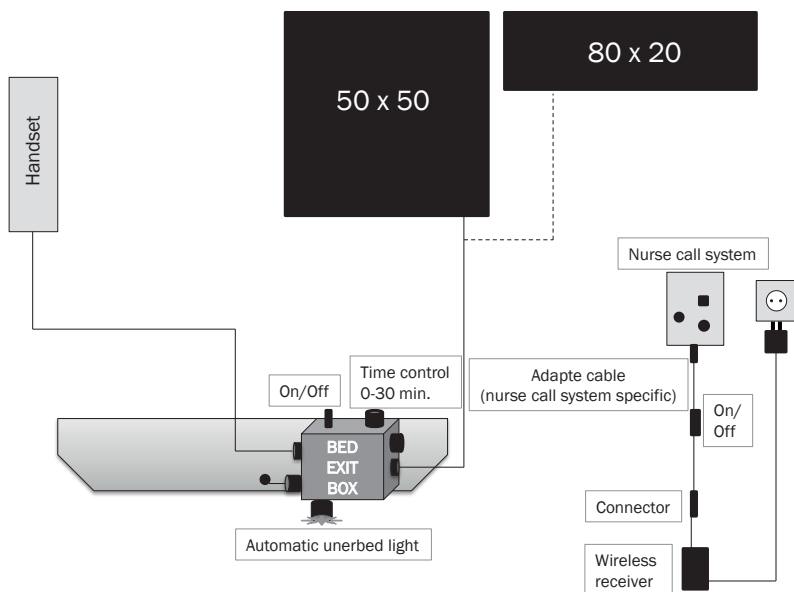 50 x 50
80 x 20
Handset
Nurse call system
Time control
0-30 min.
On/Off
Adapte cable
(nurse call system specific)
On/
Off
BED
EXIT
BOX
Connector
Automatic unerbed light
Wireless
receiver